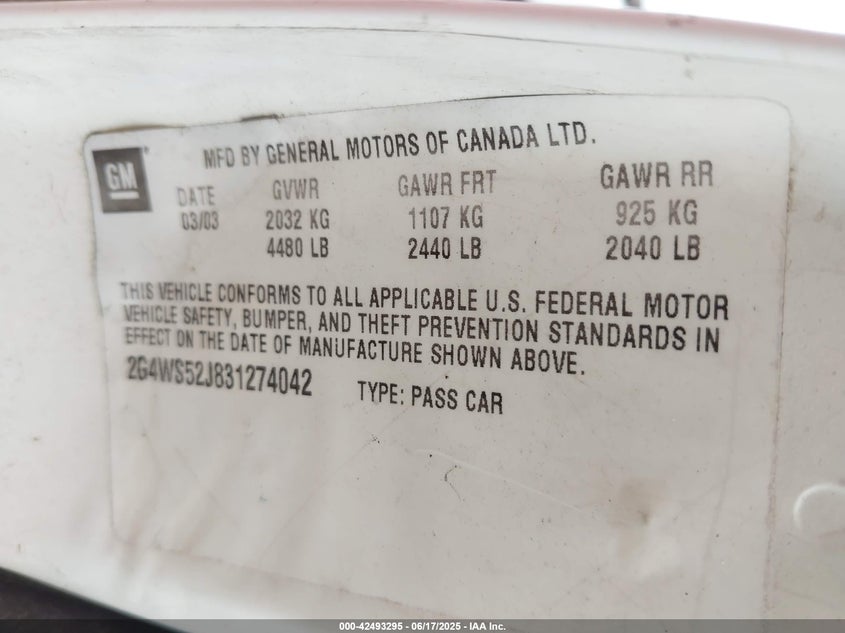 MFD BY GENERAL MOTORS OF CANADA LTD.
GM
DATE GVWR GAWR FRT GAWR RR
03/03 2032 KG 1107 KG 925 KG
4480 LB 2440 LB 2040 LB
THIS VEHICLE CONFORMS TO ALL APPLICABLE U.S. FEDERAL MOTOR
VEHICLE SAFETY, BUMPER, AND THEFT PREVENTION STANDARDS IN
EFFECT ON THE DATE OF MANUFACTURE SHOWN ABOVE.
2G4WS52J831274042 TYPE: PASS CAR
000-42493295 - 06/17/2025 - IAA Inc.